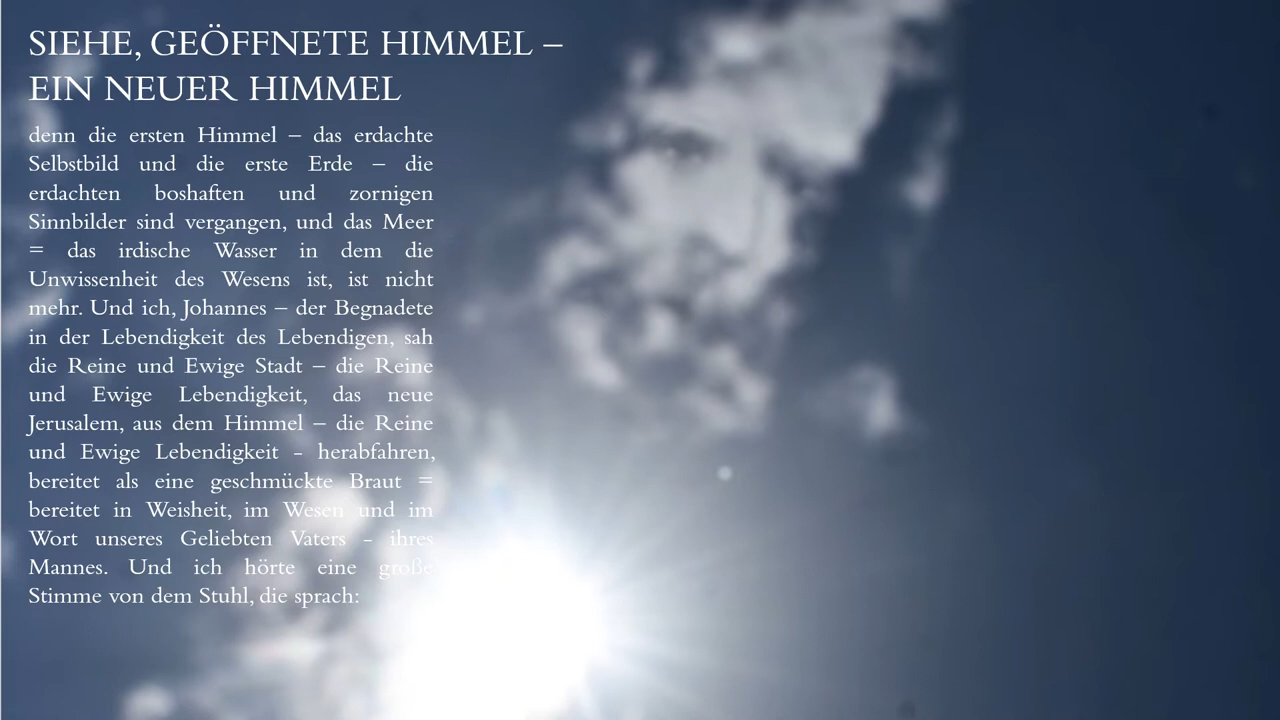 SIEHE, GEÖFFNETE HIMMEL –
EIN NEUER HIMMEL
denn die ersten Himmel – das erdachte
Selbstbild und die erste Erde – die
erdachten boshaften und zornigen
Sinnbilder sind vergangen, und das Meer
= das irdische Wasser in dem die
Unwissenheit des Wesens ist, ist nicht
mehr. Und ich, Johannes – der Begnadete
in der Lebendigkeit des Lebendigen, sah
die Reine und Ewige Stadt – die Reine
und Ewige Lebendigkeit, das neue
Jerusalem, aus dem Himmel – die Reine
und Ewige Lebendigkeit - herabfahren,
bereitet als eine geschmückte Braut =
bereitet in Weisheit, im Wesen und im
Wort unseres Geliebten Vaters - ihres
Mannes. Und ich hörte eine große
Stimme von dem Stuhl, die sprach: